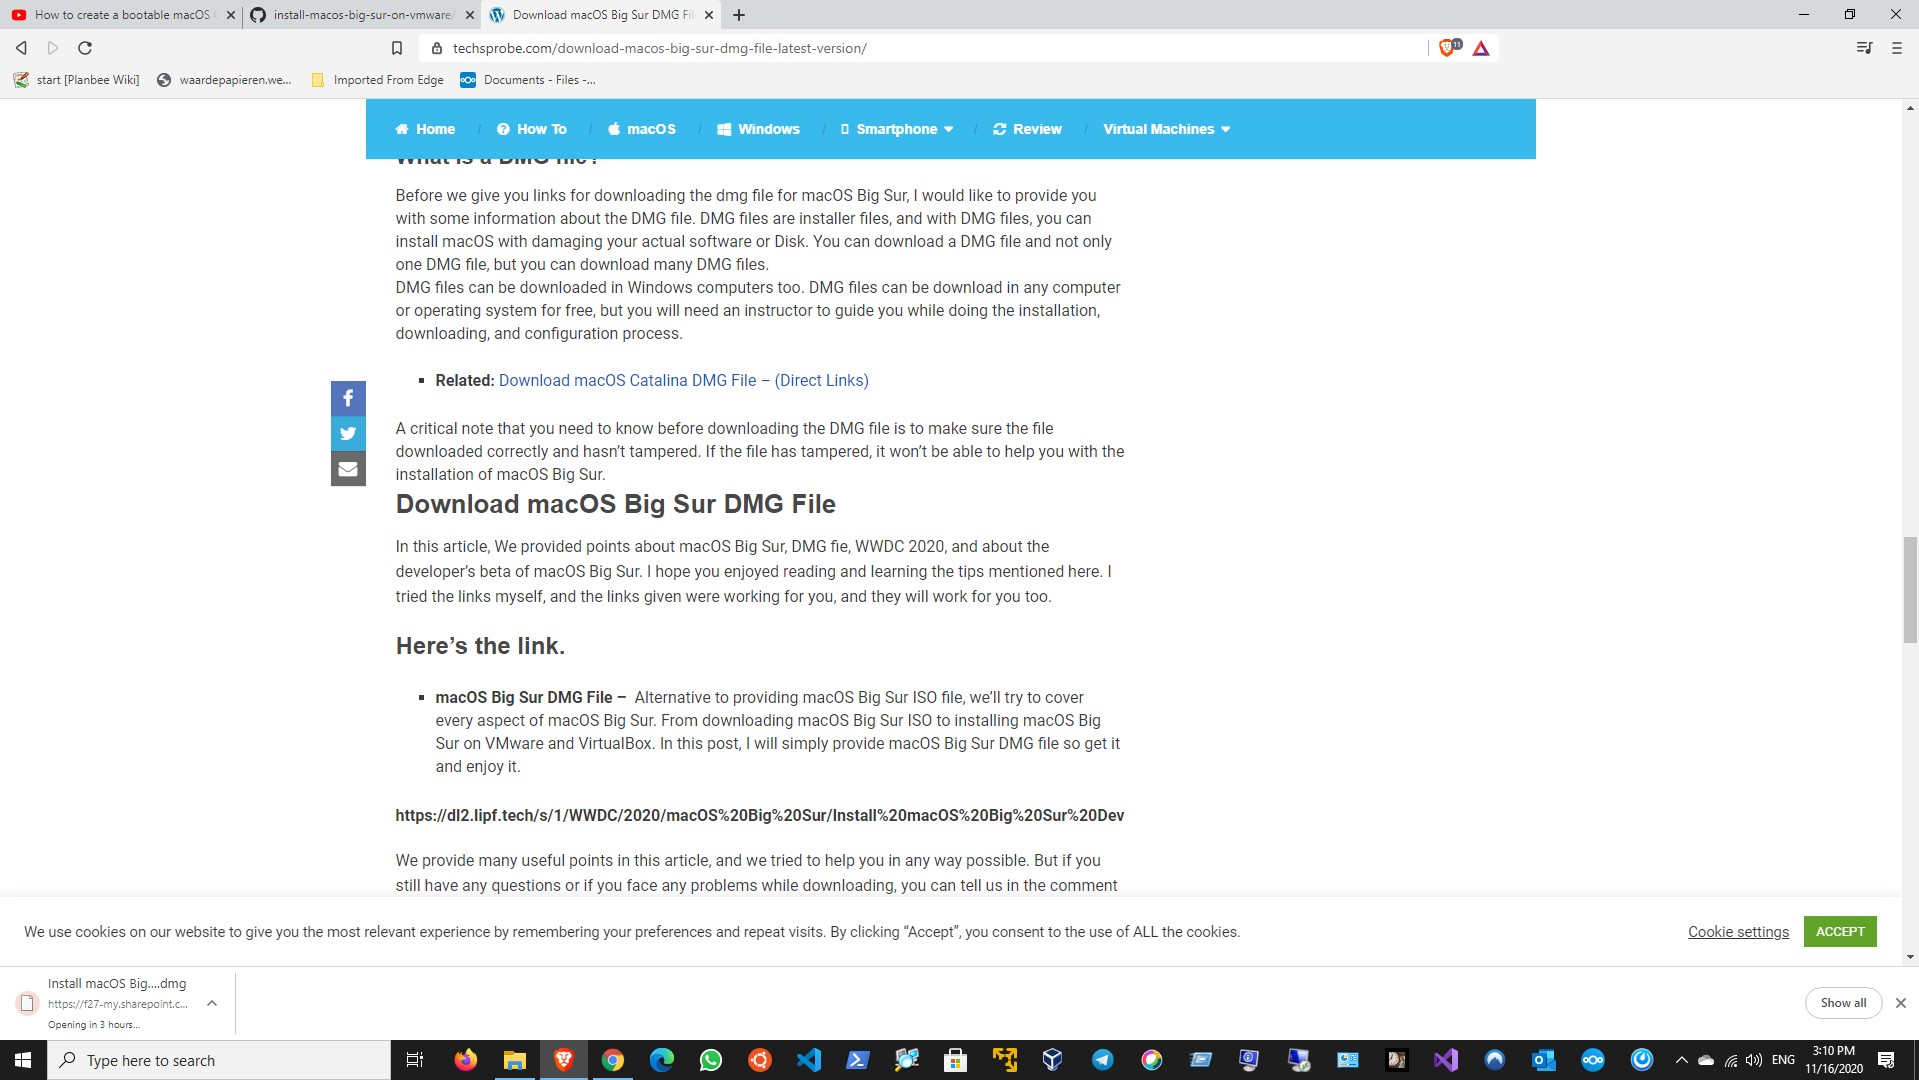 How to create a bootable macOS
install-macos-big-sur-on-vmware/
Download macOS Big Sur DMG Fil
techsprobe.com/download-macos-big-sur-dmg-file-latest-version/
11
start [Planbee Wiki]
waardepapieren.we...
Imported From Edge
Documents - Files -...
Home / How To / macOS / Windows / Smartphone / Review / Virtual Machines
What is a DMG file?
Before we give you links for downloading the dmg file for macOS Big Sur, I would like to provide you
with some information about the DMG file. DMG files are installer files, and with DMG files, you can
install macOS with damaging your actual software or Disk. You can download a DMG file and not only
one DMG file, but you can download many DMG files.
DMG files can be downloaded in Windows computers too. DMG files can be download in any computer
or operating system for free, but you will need an instructor to guide you while doing the installation,
downloading, and configuration process.
Related: Download macOS Catalina DMG File – (Direct Links)
A critical note that you need to know before downloading the DMG file is to make sure the file
downloaded correctly and hasn’t tampered. If the file has tampered, it won’t be able to help you with the
installation of macOS Big Sur.
Download macOS Big Sur DMG File
In this article, We provided points about macOS Big Sur, DMG fie, WWDC 2020, and about the
developer’s beta of macOS Big Sur. I hope you enjoyed reading and learning the tips mentioned here. I
tried the links myself, and the links given were working for you, and they will work for you too.
Here’s the link.
macOS Big Sur DMG File – Alternative to providing macOS Big Sur ISO file, we’ll try to cover
every aspect of macOS Big Sur. From downloading macOS Big Sur ISO to installing macOS Big
Sur on VMware and VirtualBox. In this post, I will simply provide macOS Big Sur DMG file so get it
and enjoy it.
https://dl2.lipf.tech/s/1/WWDC/2020/macOS%20Big%20Sur/Install%20macOS%20Big%20Sur%20Dev
We provide many useful points in this article, and we tried to help you in any way possible. But if you
still have any questions or if you face any problems while downloading, you can tell us in the comment
We use cookies on our website to give you the most relevant experience by remembering your preferences and repeat visits. By clicking “Accept”, you consent to the use of ALL the cookies.
Cookie settings
ACCEPT
Install macOS Big....dmg
https://f27-my.sharepoint.c...
Opening in 3 hours...
Show all
Type here to search
ENG
3:10 PM
11/16/2020